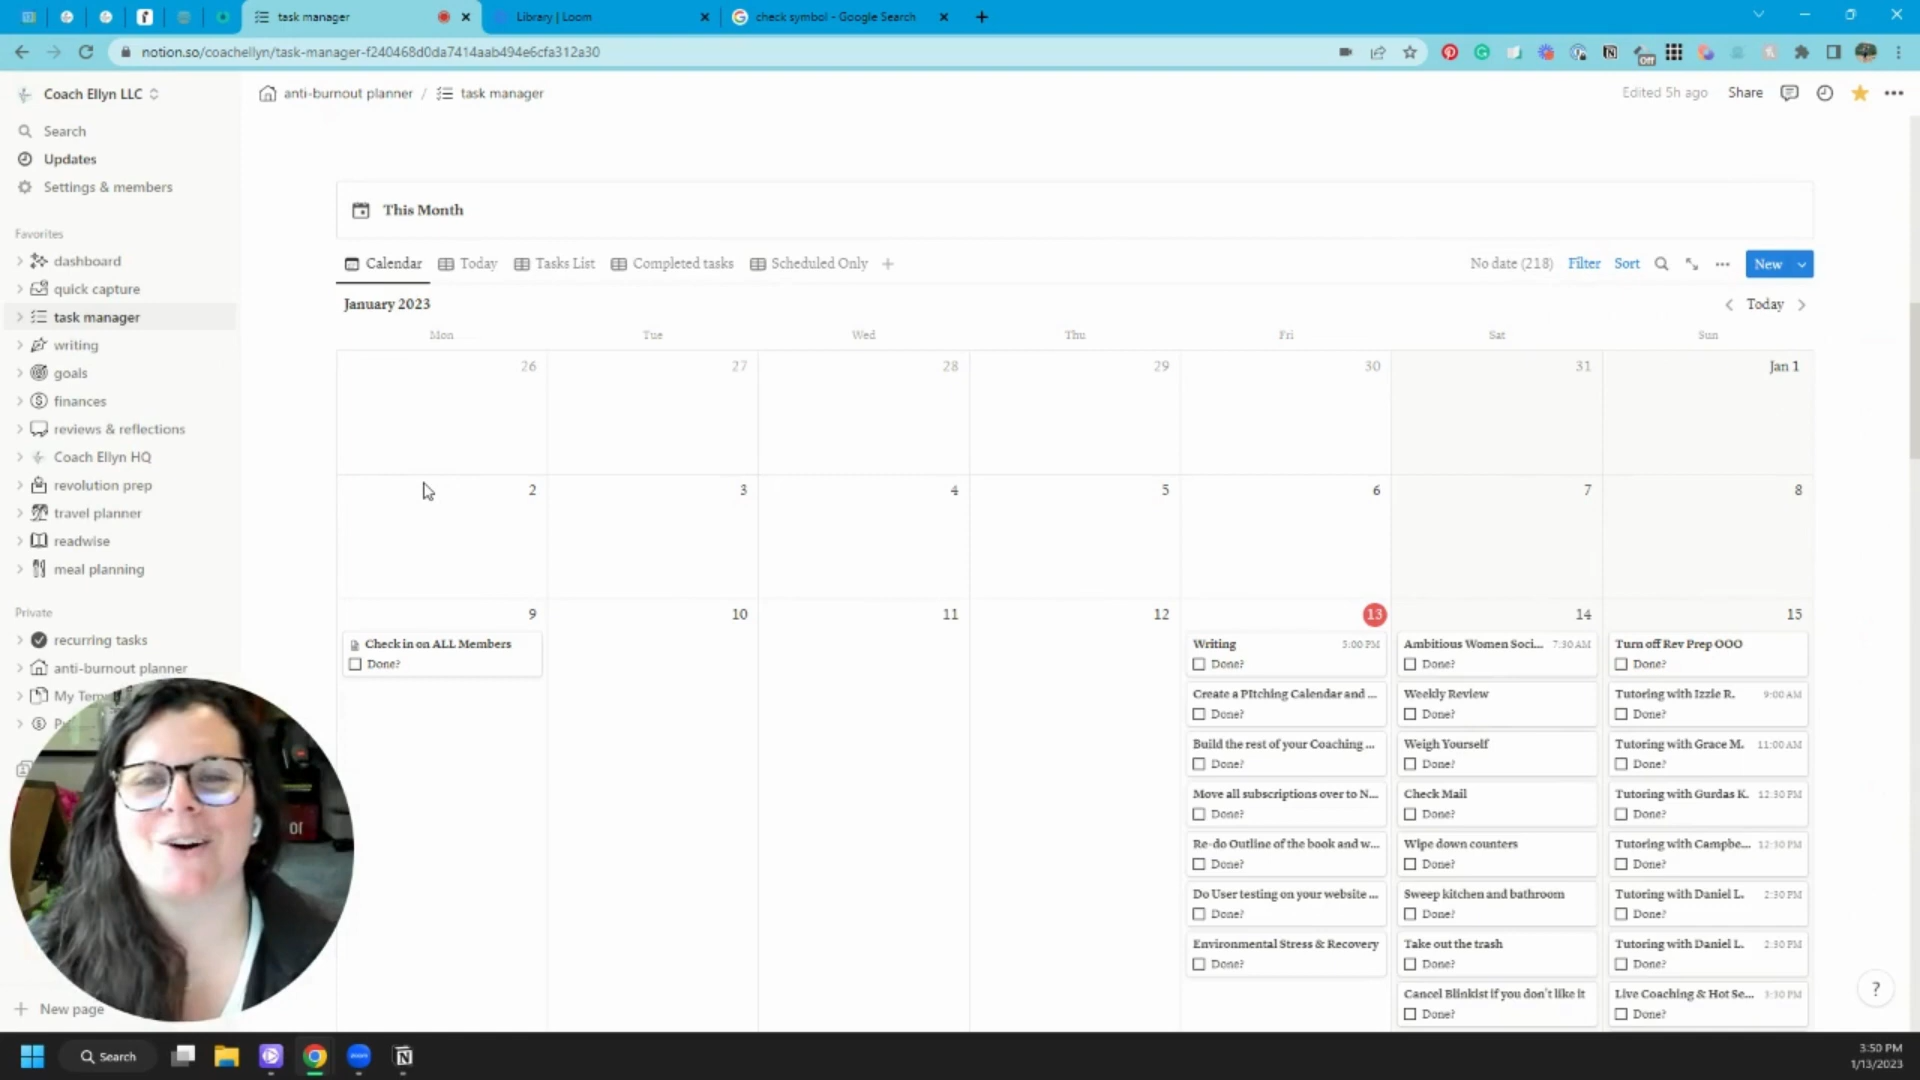 task manager
Library | Loom
check symbol - Google Search
notion.so/coachellyn/task-manager-f240468d0da7414aab494e6cfa312a30
Off
Coach Ellyn LLC
anti-burnout planner / task manager
Edited 5h ago
Share
Search
Updates
Settings & members
Favorites
dashboard
quick capture
task manager
writing
goals
finances
reviews & reflections
Coach Ellyn HQ
revolution prep
travel planner
readwise
meal planning
Private
recurring tasks
anti-burnout planner
New page
This Month
Calendar
Today
Tasks List
Completed tasks
Scheduled Only
No date (218)
Filter
Sort
New
January 2023
Today
Mon Tue Wed Thu Fri Sat Sun
26 27 28 29 30 31 Jan 1
2 3 4 5 6 7 8
9 10 11 12 13 14 15
Check in on ALL Members
Done?
Writing 5:00 PM
Done?
Create a PItching Calendar and ...
Done?
Build the rest of your Coaching ...
Done?
Move all subscriptions over to N...
Done?
Re-do Outline of the book and w...
Done?
Do User testing on your website ...
Done?
Environmental Stress & Recovery
Done?
Ambitious Women Soci... 7:30 AM
Done?
Weekly Review
Done?
Weigh Yourself
Done?
Check Mail
Done?
Wipe down counters
Done?
Sweep kitchen and bathroom
Done?
Take out the trash
Done?
Cancel Blinkist if you don't like it
Done?
Turn off Rev Prep OOO
Done?
Tutoring with Izzie R. 9:00 AM
Done?
Tutoring with Grace M. 11:00 AM
Done?
Tutoring with Gurdas K. 12:30 PM
Done?
Tutoring with Campbe... 12:30 PM
Done?
Tutoring with Daniel L. 2:30 PM
Done?
Tutoring with Daniel L. 2:30 PM
Done?
Live Coaching & Hot Se... 3:30 PM
Done?
?
Search
zoom
3:50 PM
1/13/2023